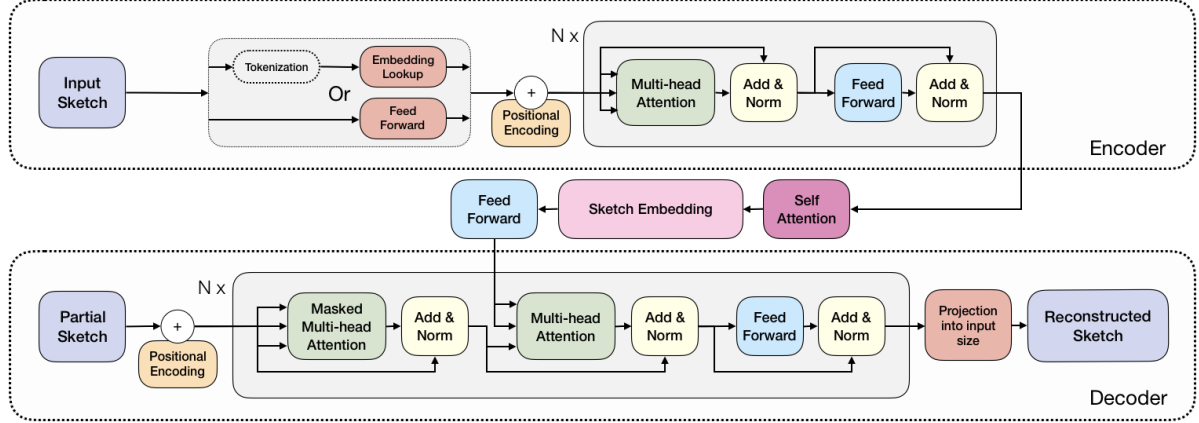 N x
Input
Sketch
Tokenization
Embedding
Lookup
Or
Feed
Forward
+
Positional
Encoding
Multi-head
Attention
Add &
Norm
Feed
Forward
Add &
Norm
Encoder
Feed
Forward
Sketch Embedding
Self
Attention
N x
Partial
Sketch
+
Positional
Encoding
Masked
Multi-head
Attention
Add &
Norm
Multi-head
Attention
Add &
Norm
Feed
Forward
Add &
Norm
Projection
into input
size
Reconstructed
Sketch
Decoder